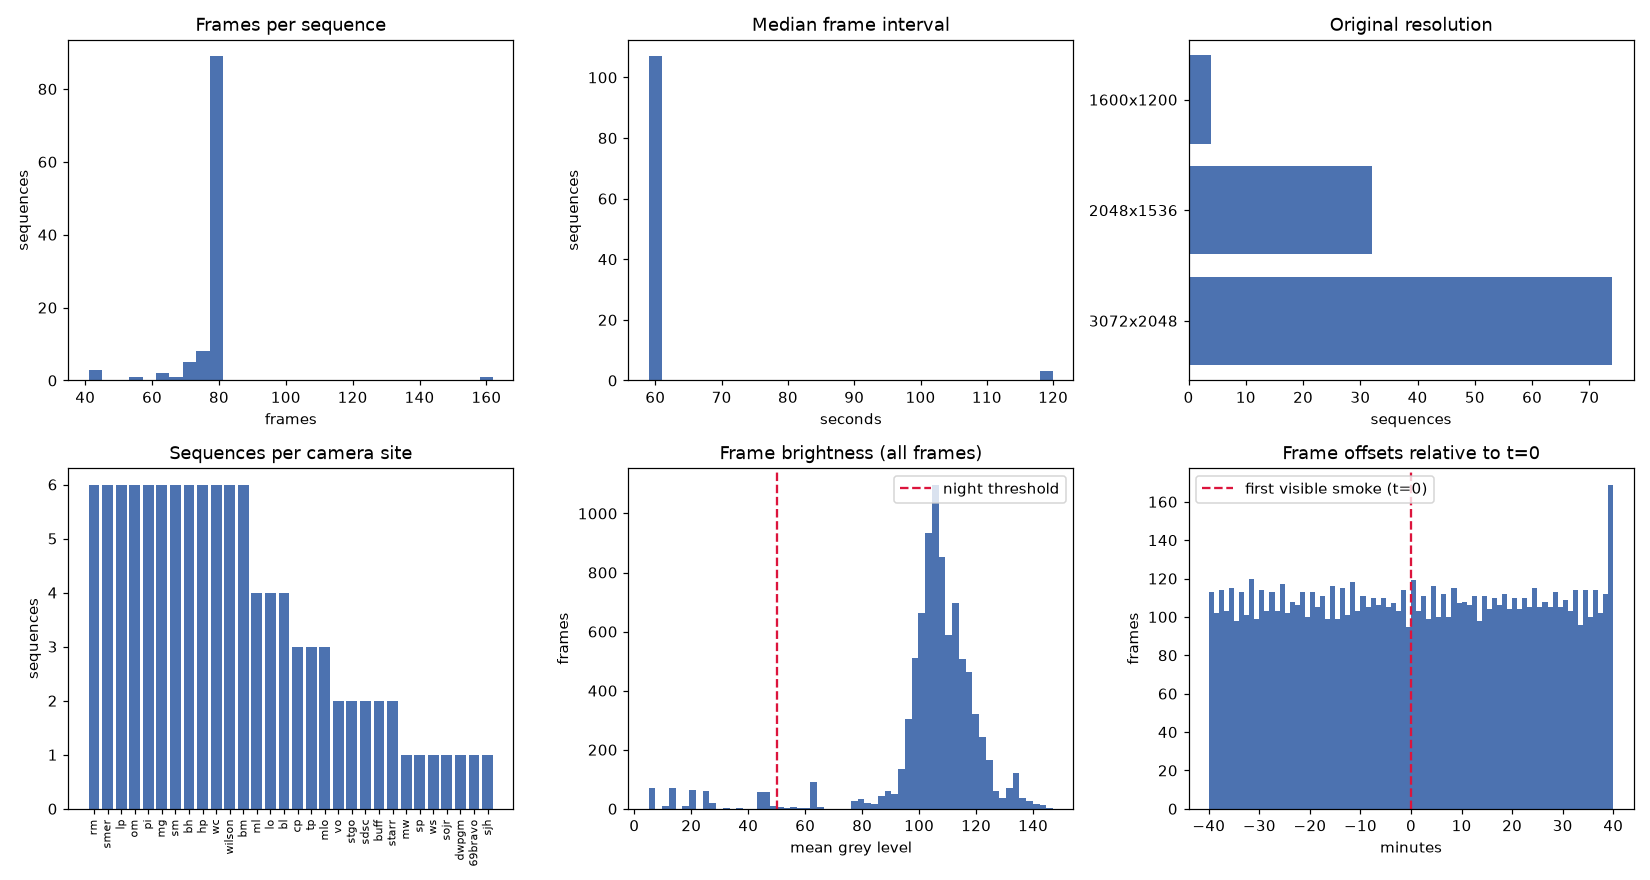 Frames per sequence
sequences
80
60
40
20
0
40 60 80 100 120 140 160
frames
Median frame interval
sequences
100
80
60
40
20
0
60 70 80 90 100 110 120
seconds
Original resolution
1600x1200
2048x1536
3072x2048
0 10 20 30 40 50 60 70
sequences
Sequences per camera site
sequences
6
5
4
3
2
1
0
rm smer lp om pi mg sm bh hp wc wilson bm ml lo bl cp tp mlo vo stgo sdsc buff starr mw sp ws sojr dwpgm 69bravo sjh
Frame brightness (all frames)
night threshold
frames
1000
800
600
400
200
0
0 20 40 60 80 100 120 140
mean grey level
Frame offsets relative to t=0
first visible smoke (t=0)
frames
160
140
120
100
80
60
40
20
0
−40 −30 −20 −10 0 10 20 30 40
minutes